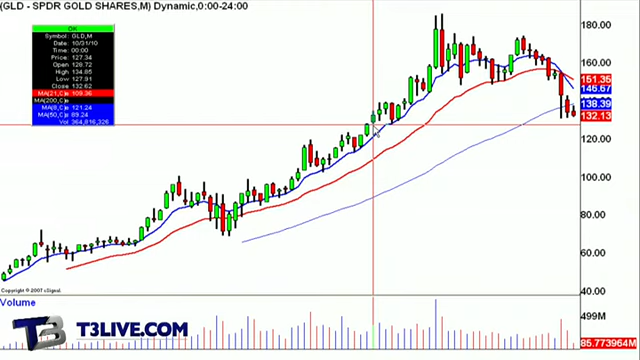 (GLD - SPDR GOLD SHARES,M) Dynamic,0:00-24:00
OK
Symbol: GLD,M
Date: 10/31/10
Time: 00:00
Price: 127.34
Open 128.72
High 134.85
Low 127.91
Close 132.62
MA(21,C)e 109.36
MA(200,C)e
MA(8,C)e 121.24
MA(50,C)e 89.24
Vol 364,816,326
180.00
160.00
151.35
146.67
138.39
132.13
120.00
100.00
80.00
60.00
40.00
Copyright © 2007 eSignal
Volume
499M
85.773964M
T3 T3LIVE.COM